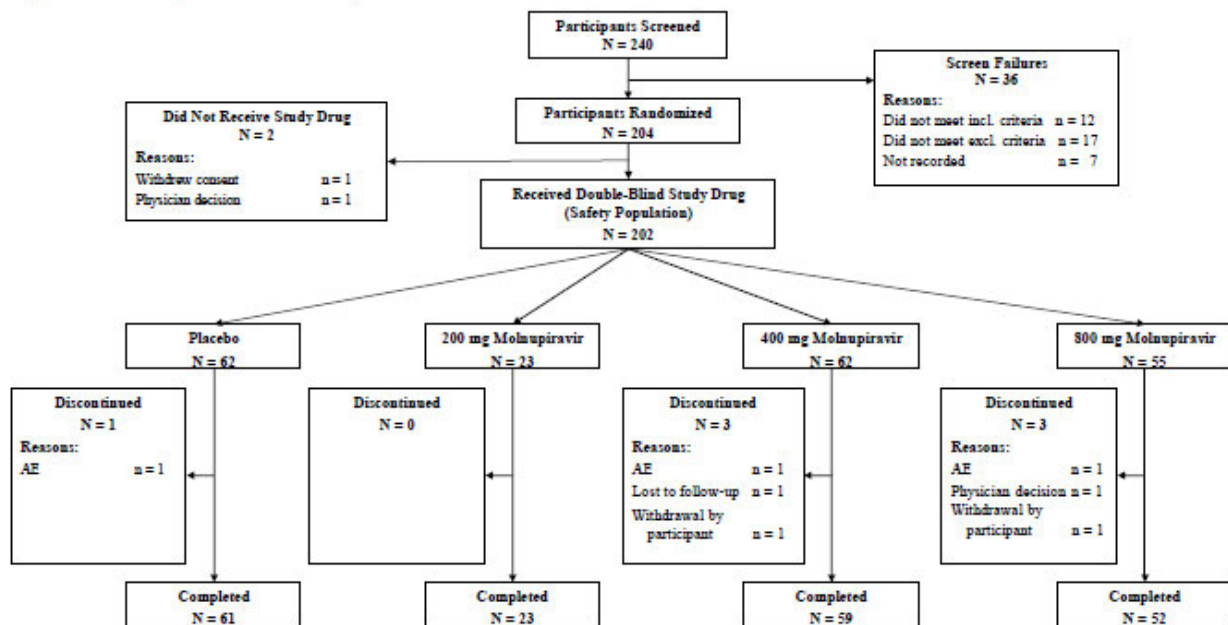 Participants Screened
N = 240
Screen Failures
N = 36
Reasons:
Did not meet incl. criteria n = 12
Did not meet excl. criteria n = 17
Not recorded n = 7
Participants Randomized
N = 204
Did Not Receive Study Drug
N = 2
Reasons:
Withdrew consent n = 1
Physician decision n = 1
Received Double-Blind Study Drug
(Safety Population)
N = 202
Placebo
N = 62
200 mg Molnupiravir
N = 23
400 mg Molnupiravir
N = 62
800 mg Molnupiravir
N = 55
Discontinued
N = 1
Reasons:
AE n = 1
Discontinued
N = 0
Discontinued
N = 3
Reasons:
AE n = 1
Lost to follow-up n = 1
Withdrawal by
participant n = 1
Discontinued
N = 3
Reasons:
AE n = 1
Physician decision n = 1
Withdrawal by
participant n = 1
Completed
N = 61
Completed
N = 23
Completed
N = 59
Completed
N = 52